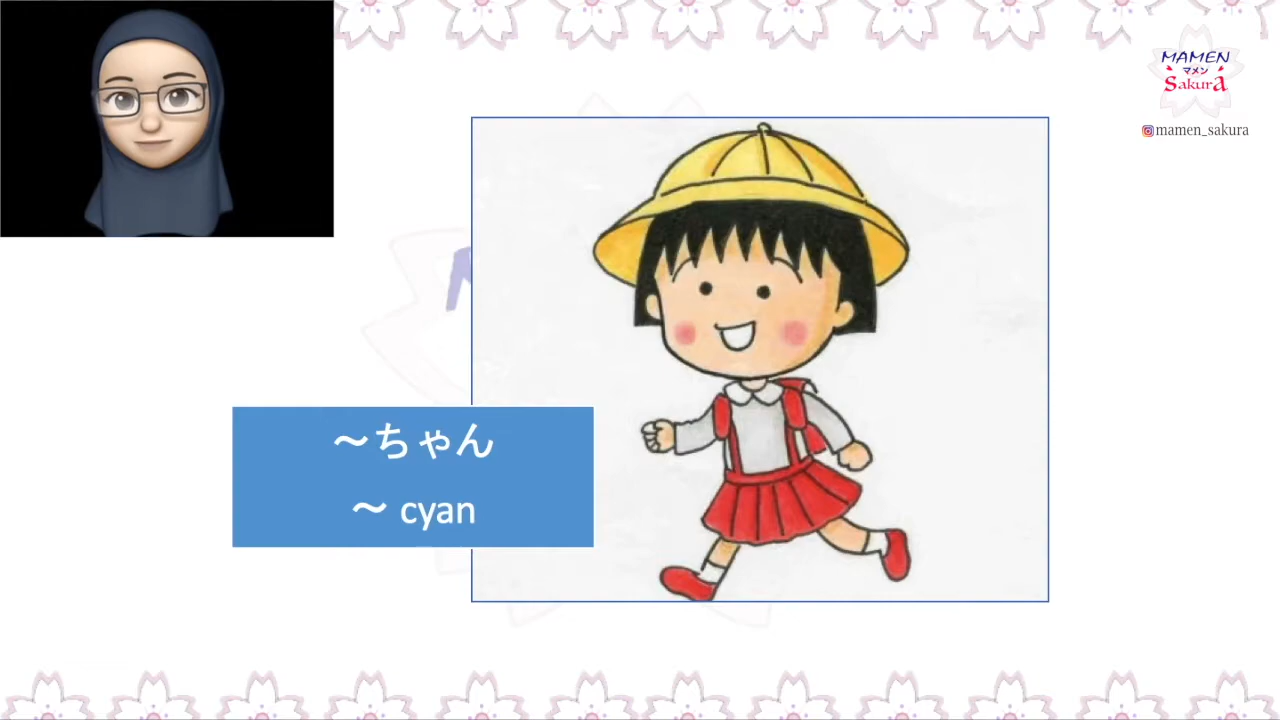 MAMEN
マメン
Sakura
mamen_sakura
～ちゃん
～ cyan